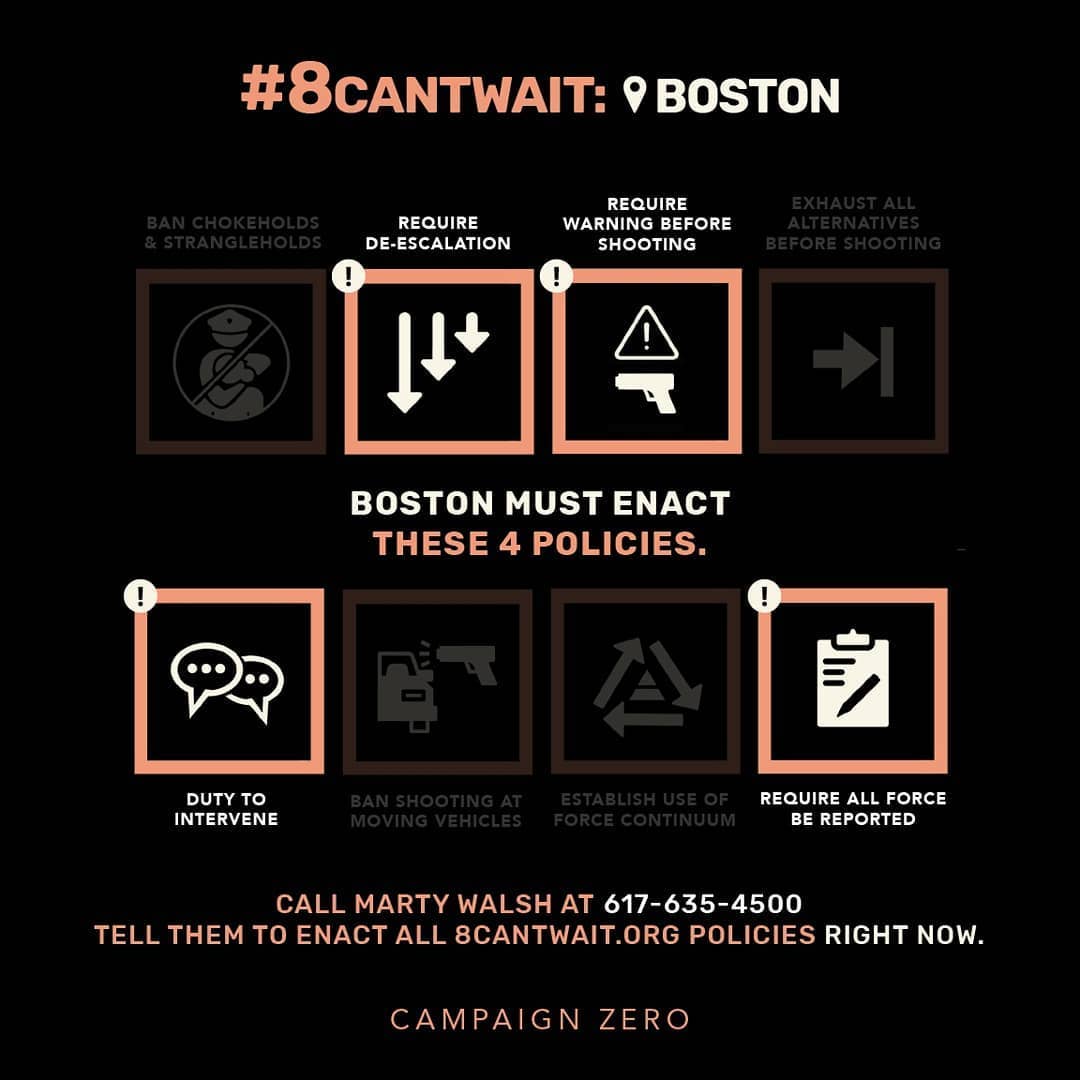 #8CANTWAIT: BOSTON
BAN CHOKEHOLDS
& STRANGLEHOLDS
REQUIRE
DE-ESCALATION
REQUIRE
WARNING BEFORE
SHOOTING
EXHAUST ALL
ALTERNATIVES
BEFORE SHOOTING
!
!
BOSTON MUST ENACT
THESE 4 POLICIES.
!
!
DUTY TO
INTERVENE
BAN SHOOTING AT
MOVING VEHICLES
ESTABLISH USE OF
FORCE CONTINUUM
REQUIRE ALL FORCE
BE REPORTED
CALL MARTY WALSH AT 617-635-4500
TELL THEM TO ENACT ALL 8CANTWAIT.ORG POLICIES RIGHT NOW.
CAMPAIGN ZERO